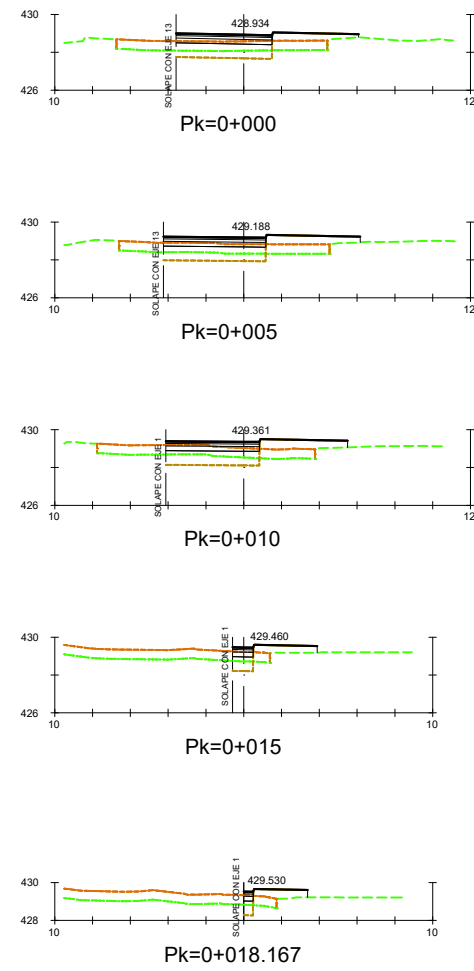 430
428.934
SOLAPE CON EJE 13
426
10
12
Pk=0+000
430
429.188
SOLAPE CON EJE 13
426
10
12
Pk=0+005
430
429.361
SOLAPE CON EJE 1
426
10
12
Pk=0+010
430
429.460
SOLAPE CON EJE 1
426
10
10
Pk=0+015
430
429.530
SOLAPE CON EJE 1
428
10
10
Pk=0+018.167